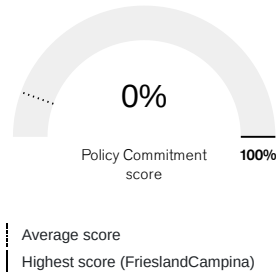 0%
Policy Commitment 100%
score
Average score
Highest score (FrieslandCampina)